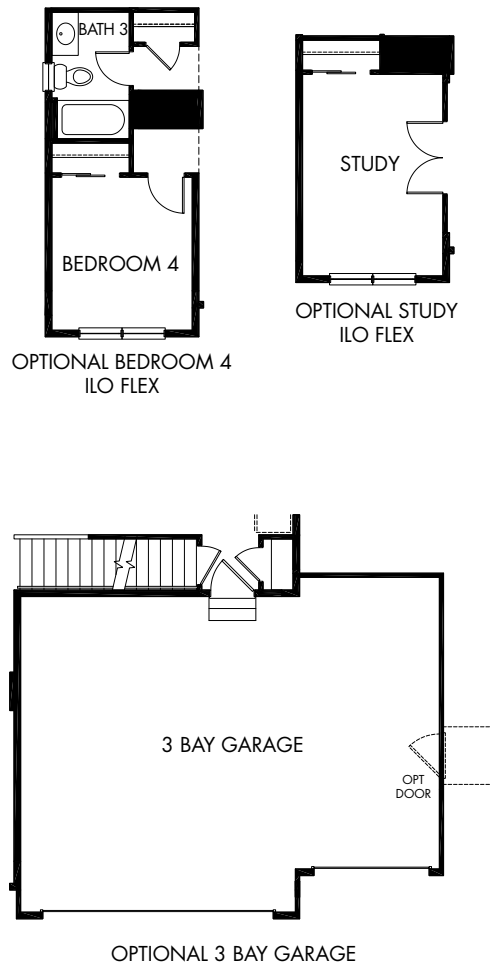 BATH 3
BEDROOM 4
OPTIONAL BEDROOM 4
ILO FLEX
STUDY
OPTIONAL STUDY
ILO FLEX
3 BAY GARAGE
OPT
DOOR
OPTIONAL 3 BAY GARAGE